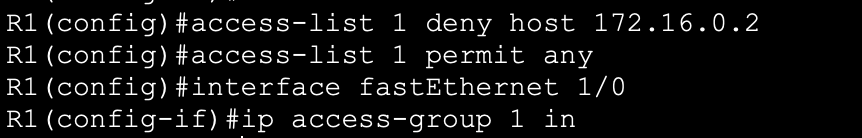 R1(config)#access-list 1 deny host 172.16.0.2
R1(config)#access-list 1 permit any
R1(config)#interface fastEthernet 1/0
R1(config-if)#ip access-group 1 in